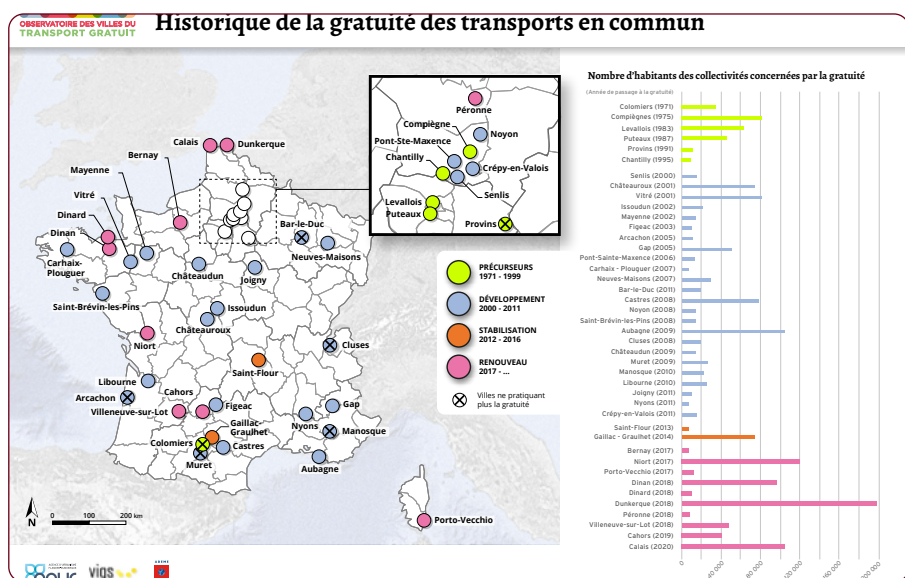 OBSERVATOIRE DES VILLES DU
TRANSPORT GRATUIT
Historique de la gratuité des transports en commun
Calais
Dunkerque
Bernay
Mayenne
Vitré
Dinard
Dinan
Carhaix-
Plouguer
Saint-Brévin-les-Pins
Châteaudun
Joigny
Bar-le-Duc
Neuves-Maisons
Issoudun
Châteauroux
Niort
Cluses
Saint-Flour
Libourne
Arcachon
Cahors
Villeneuve-sur-Lot
Figeac
Gaillac-
Graulhet
Colomiers
Castres
Muret
Gap
Nyons
Manosque
Aubagne
Porto-Vecchio
N
0 100 200 km
Péronne
Compiègne
Noyon
Pont-Ste-Maxence
Chantilly
Crépy-en-Valois
Senlis
Levallois
Puteaux
Provins
PRÉCURSEURS
1971 - 1999
DÉVELOPPEMENT
2000 - 2011
STABILISATION
2012 - 2016
RENOUVEAU
2017 - ...
Villes ne pratiquant
plus la gratuité
Nombre d'habitants des collectivités concernées par la gratuité
(Année de passage à la gratuité)
Colomiers (1971)
Compiègnes (1975)
Levallois (1983)
Puteaux (1987)
Provins (1991)
Chantilly (1995)
Senlis (2000)
Châteauroux (2001)
Vitré (2001)
Issoudun (2002)
Mayenne (2002)
Figeac (2003)
Arcachon (2005)
Gap (2005)
Pont-Sainte-Maxence (2006)
Carhaix - Plouguer (2007)
Neuves-Maisons (2007)
Bar-le-Duc (2011)
Castres (2008)
Noyon (2008)
Saint-Brévin-les-Pins (2008)
Aubagne (2009)
Cluses (2008)
Châteaudun (2009)
Muret (2009)
Manosque (2010)
Libourne (2010)
Joigny (2011)
Nyons (2011)
Crépy-en-Valois (2011)
Saint-Flour (2013)
Gaillac - Graulhet (2014)
Bernay (2017)
Niort (2017)
Porto-Vecchio (2017)
Dinan (2018)
Dinard (2018)
Dunkerque (2018)
Péronne (2018)
Villeneuve-sur-Lot (2018)
Cahors (2019)
Calais (2020)
0
40 000
80 000
120 000
160 000
200 000
vigs
ADEME